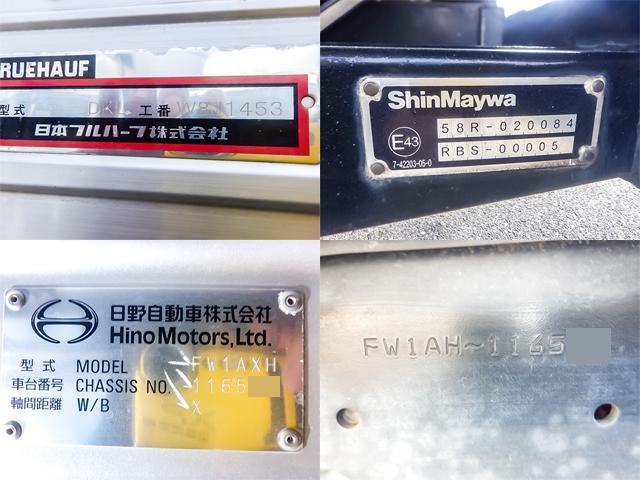 RUEHAUF
型式 DKL 工番 W8J1453
日本フルハーフ株式会社
ShinMaywa
E43
58R-020084
RBS-00005
7-42203-05-0
日野自動車株式会社
Hino Motors, Ltd.
型式 MODEL FW1AXH
車台番号 CHASSIS NO. 1165
軸間距離 W/B X
FW1AH~1165